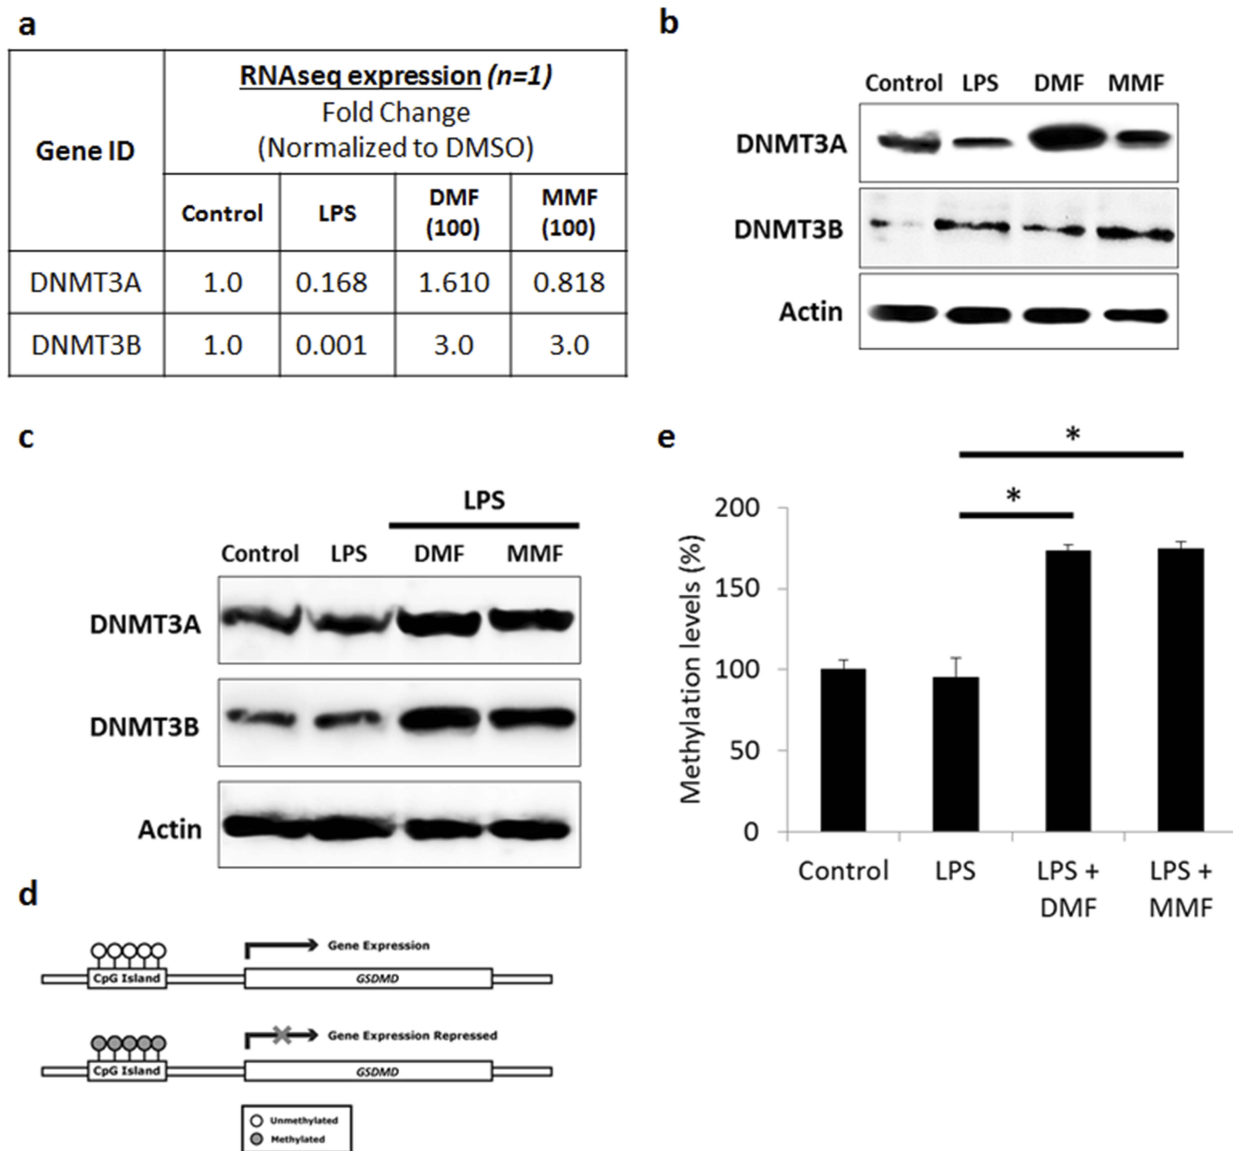 a
Gene ID
RNAseq expression (n=1)
Fold Change
(Normalized to DMSO)
Control LPS DMF (100) MMF (100)
DNMT3A 1.0 0.168 1.610 0.818
DNMT3B 1.0 0.001 3.0 3.0
b
Control LPS DMF MMF
DNMT3A
DNMT3B
Actin
c
LPS
Control LPS DMF MMF
DNMT3A
DNMT3B
Actin
d
Gene Expression
CpG Island GSDMD
Gene Expression Repressed
CpG Island GSDMD
Unmethylated
Methylated
e
*
*
Methylation levels (%)
200
150
100
50
0
Control LPS LPS + DMF LPS + MMF